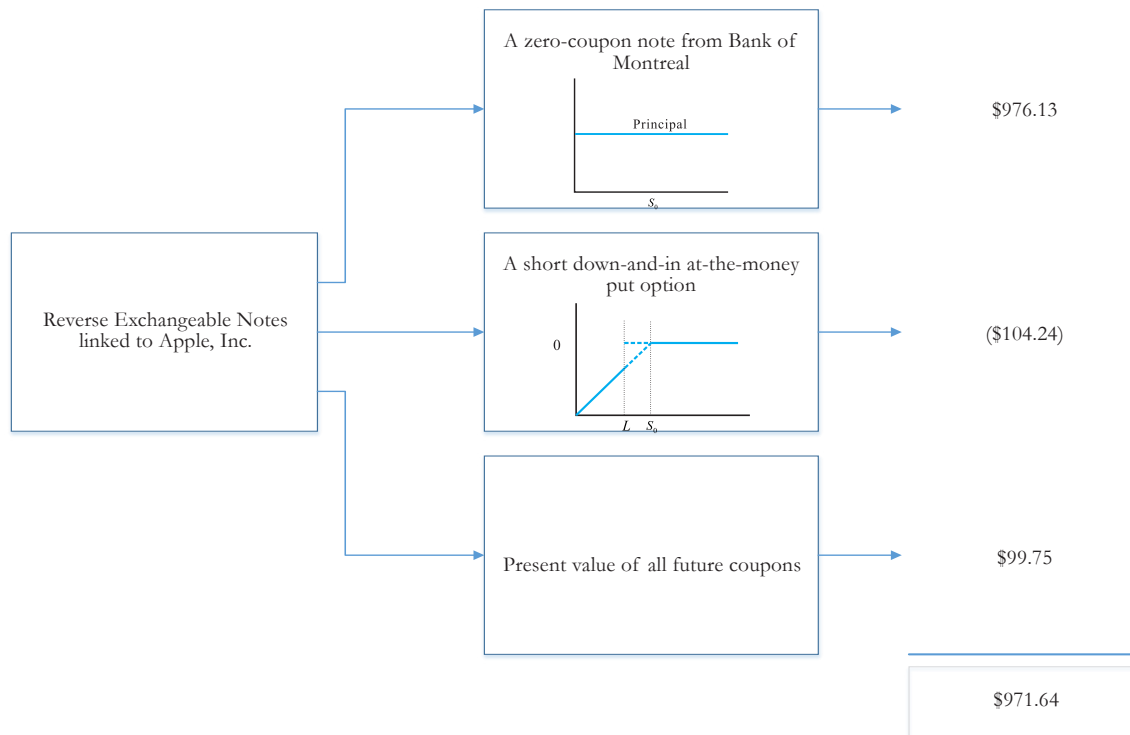 A zero-coupon note from Bank of
Montreal
Principal
S₀
$976.13
Reverse Exchangeable Notes
linked to Apple, Inc.
A short down-and-in at-the-money
put option
0
L S₀
($104.24)
Present value of all future coupons
$99.75
$971.64